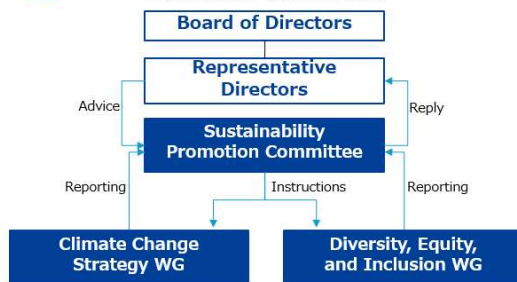 Board of Directors
Representative
Directors
Advice
Reply
Sustainability
Promotion Committee
Reporting
Instructions
Reporting
Climate Change
Strategy WG
Diversity, Equity,
and Inclusion WG